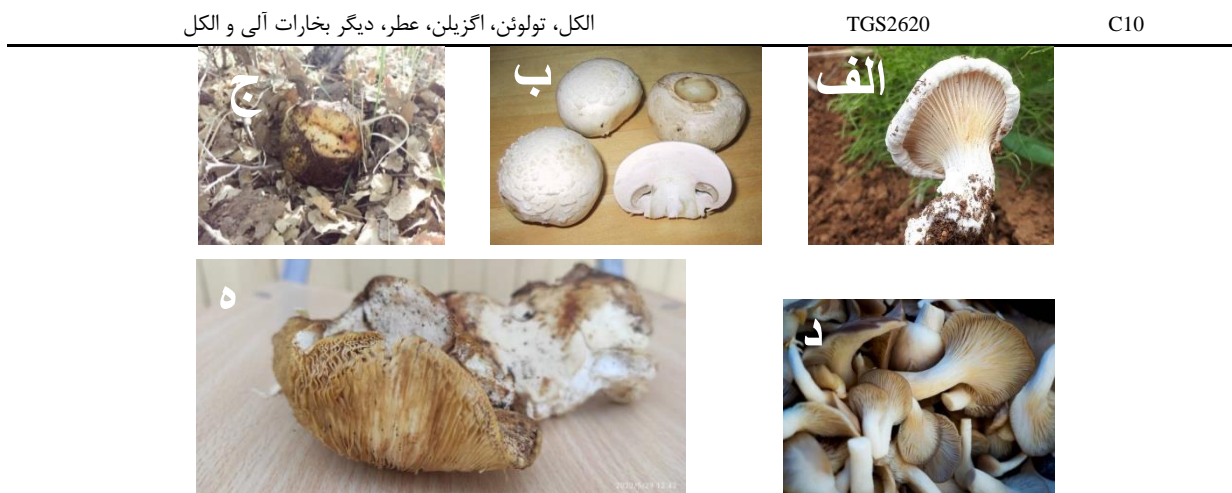 C10 TGS2620 الکل، تولوئن، اگزیلن، عطر، دیگر بخارات آلی و الکل
الف ب ج
د ه